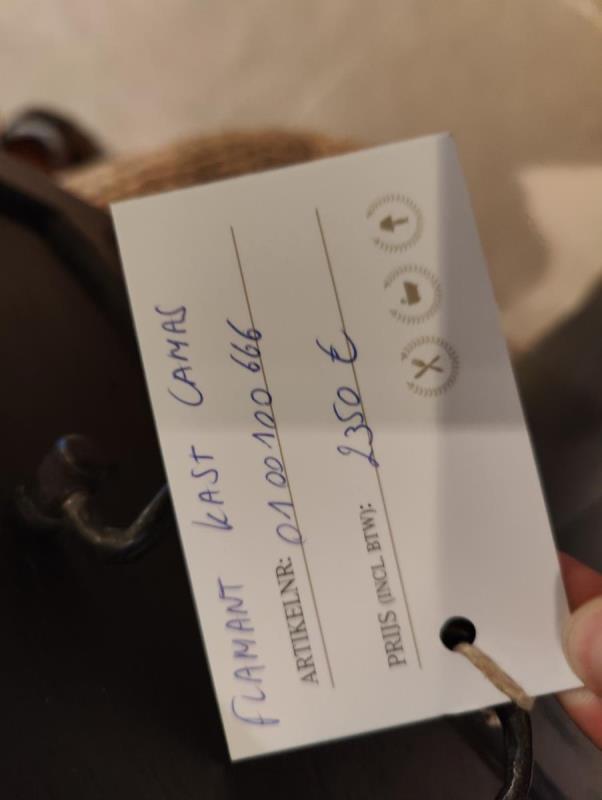 FLAMANT KAST CAMAS
ARTIKELNR: 0100100666
PRIJS (INCL. BTW): 2350 €